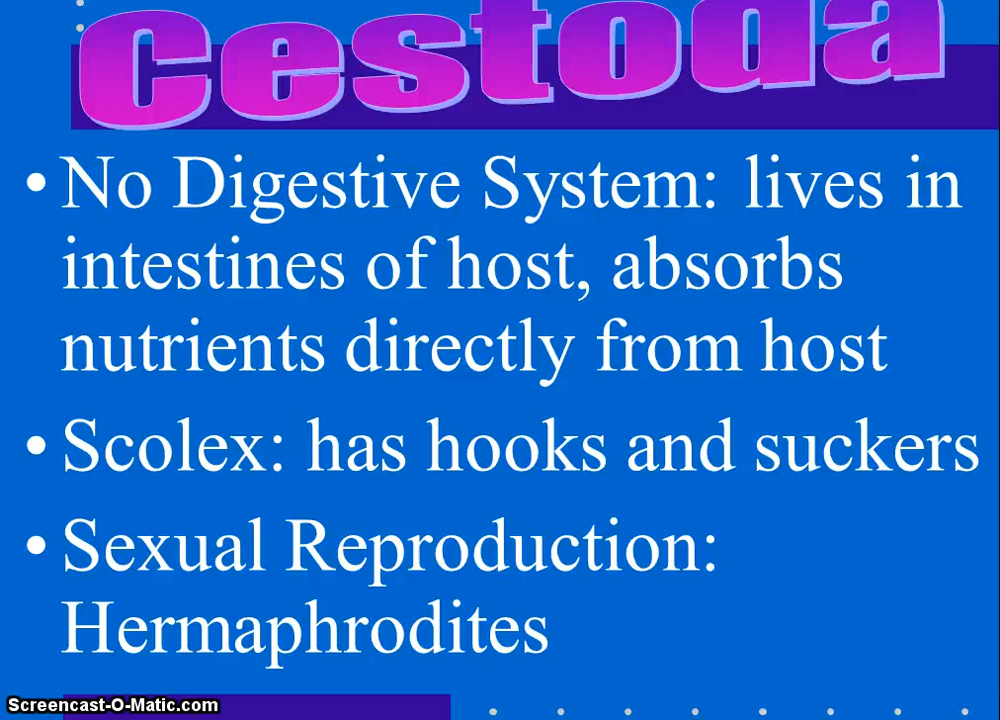 Cestoda
• No Digestive System: lives in
intestines of host, absorbs
nutrients directly from host
• Scolex: has hooks and suckers
• Sexual Reproduction:
Hermaphrodites
Screencast-O-Matic.com